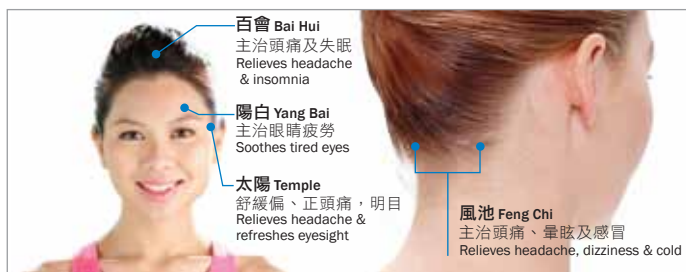 百會 Bai Hui
主治頭痛及失眠
Relieves headache
& insomnia
陽白 Yang Bai
主治眼睛疲勞
Soothes tired eyes
太陽 Temple
舒緩偏、正頭痛，明目
Relieves headache &
refreshes eyesight
風池 Feng Chi
主治頭痛、暈眩及感冒
Relieves headache, dizziness & cold